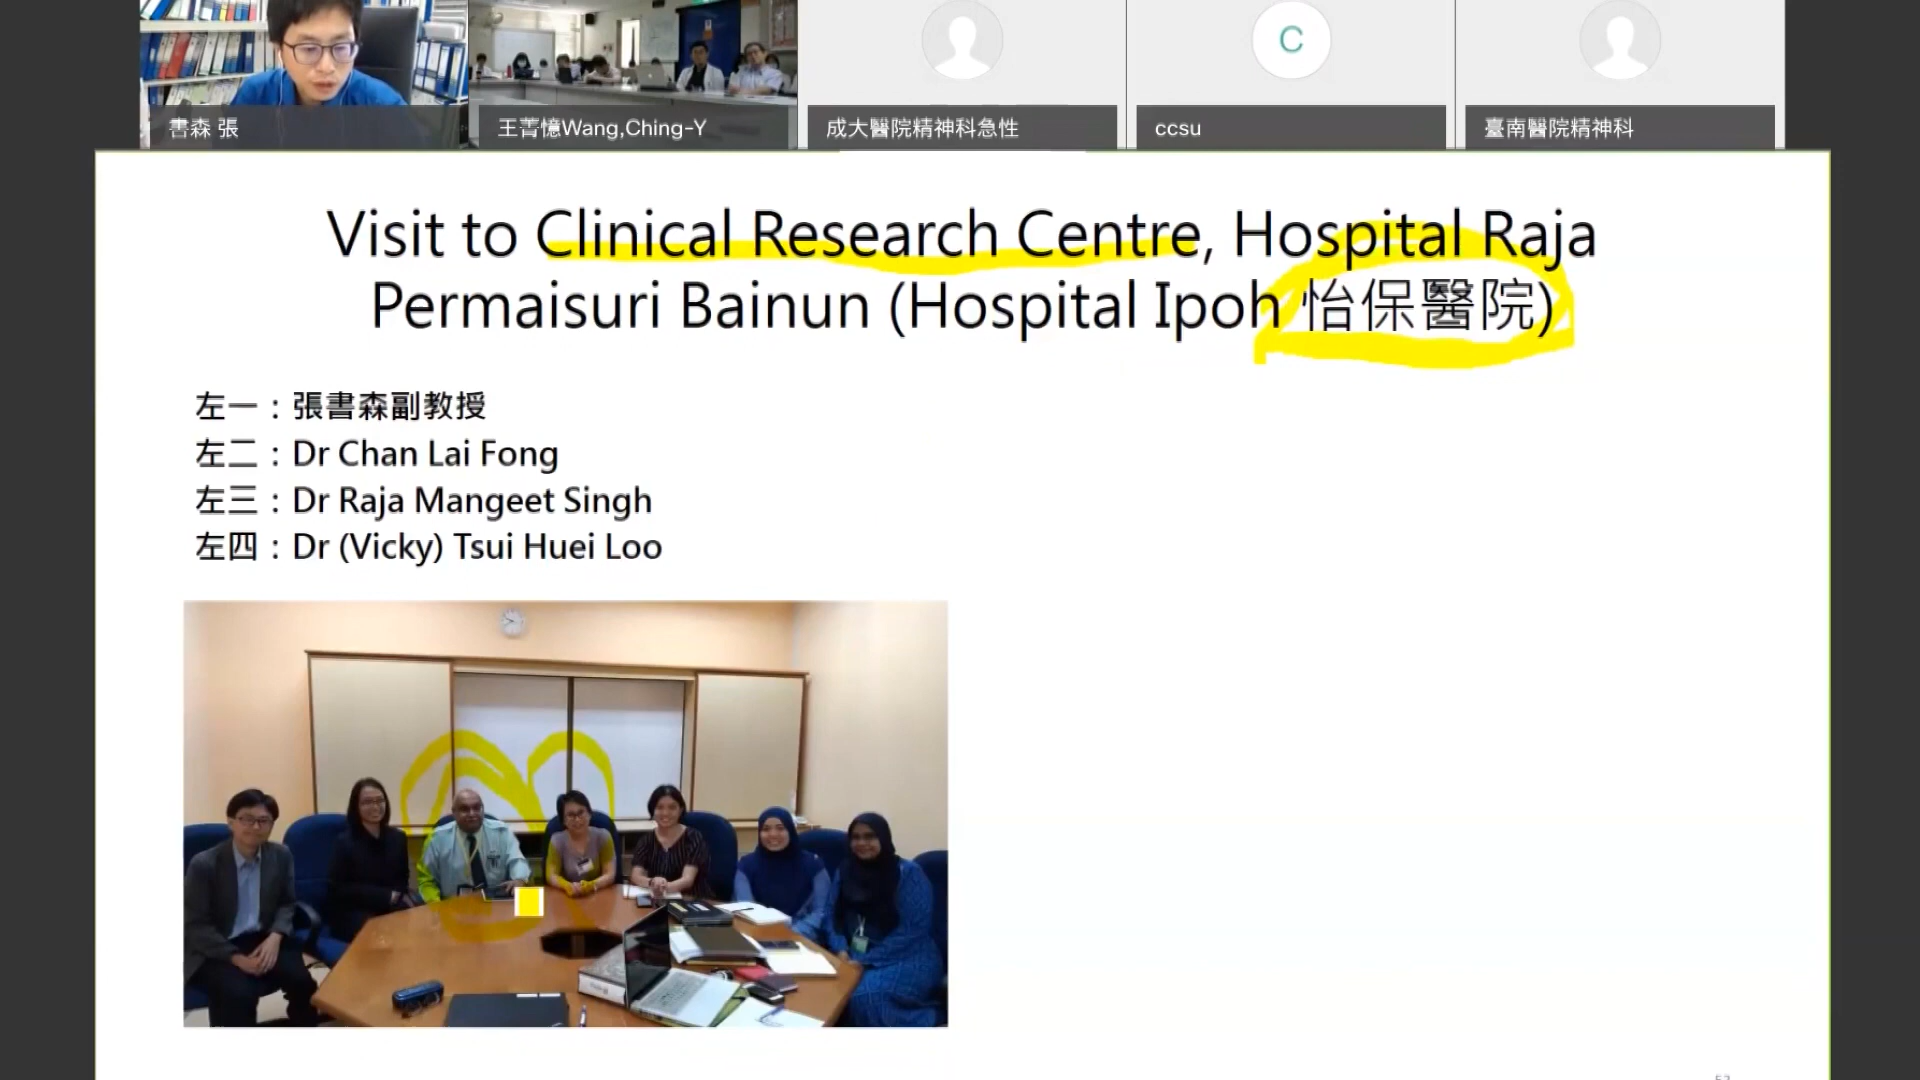 書森 張
王菁憶Wang,Ching-Y
成大醫院精神科急性
C
ccsu
臺南醫院精神科
Visit to Clinical Research Centre, Hospital Raja
Permaisuri Bainun (Hospital Ipoh 怡保醫院)
左一：張書森副教授
左二：Dr Chan Lai Fong
左三：Dr Raja Mangeet Singh
左四：Dr (Vicky) Tsui Huei Loo